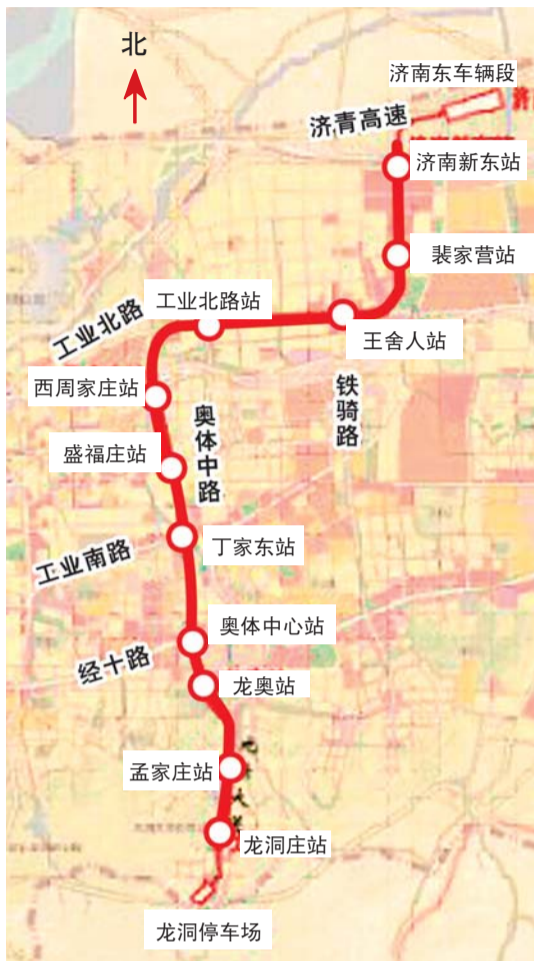 北
济南东车辆段
济青高速
济南新东站
裴家营站
工业北路站
工业北路
王舍人站
西周家庄站
铁骑路
奥体中路
盛福庄站
丁家东站
工业南路
奥体中心站
经十路
龙奥站
孟家庄站
龙洞庄站
龙洞停车场